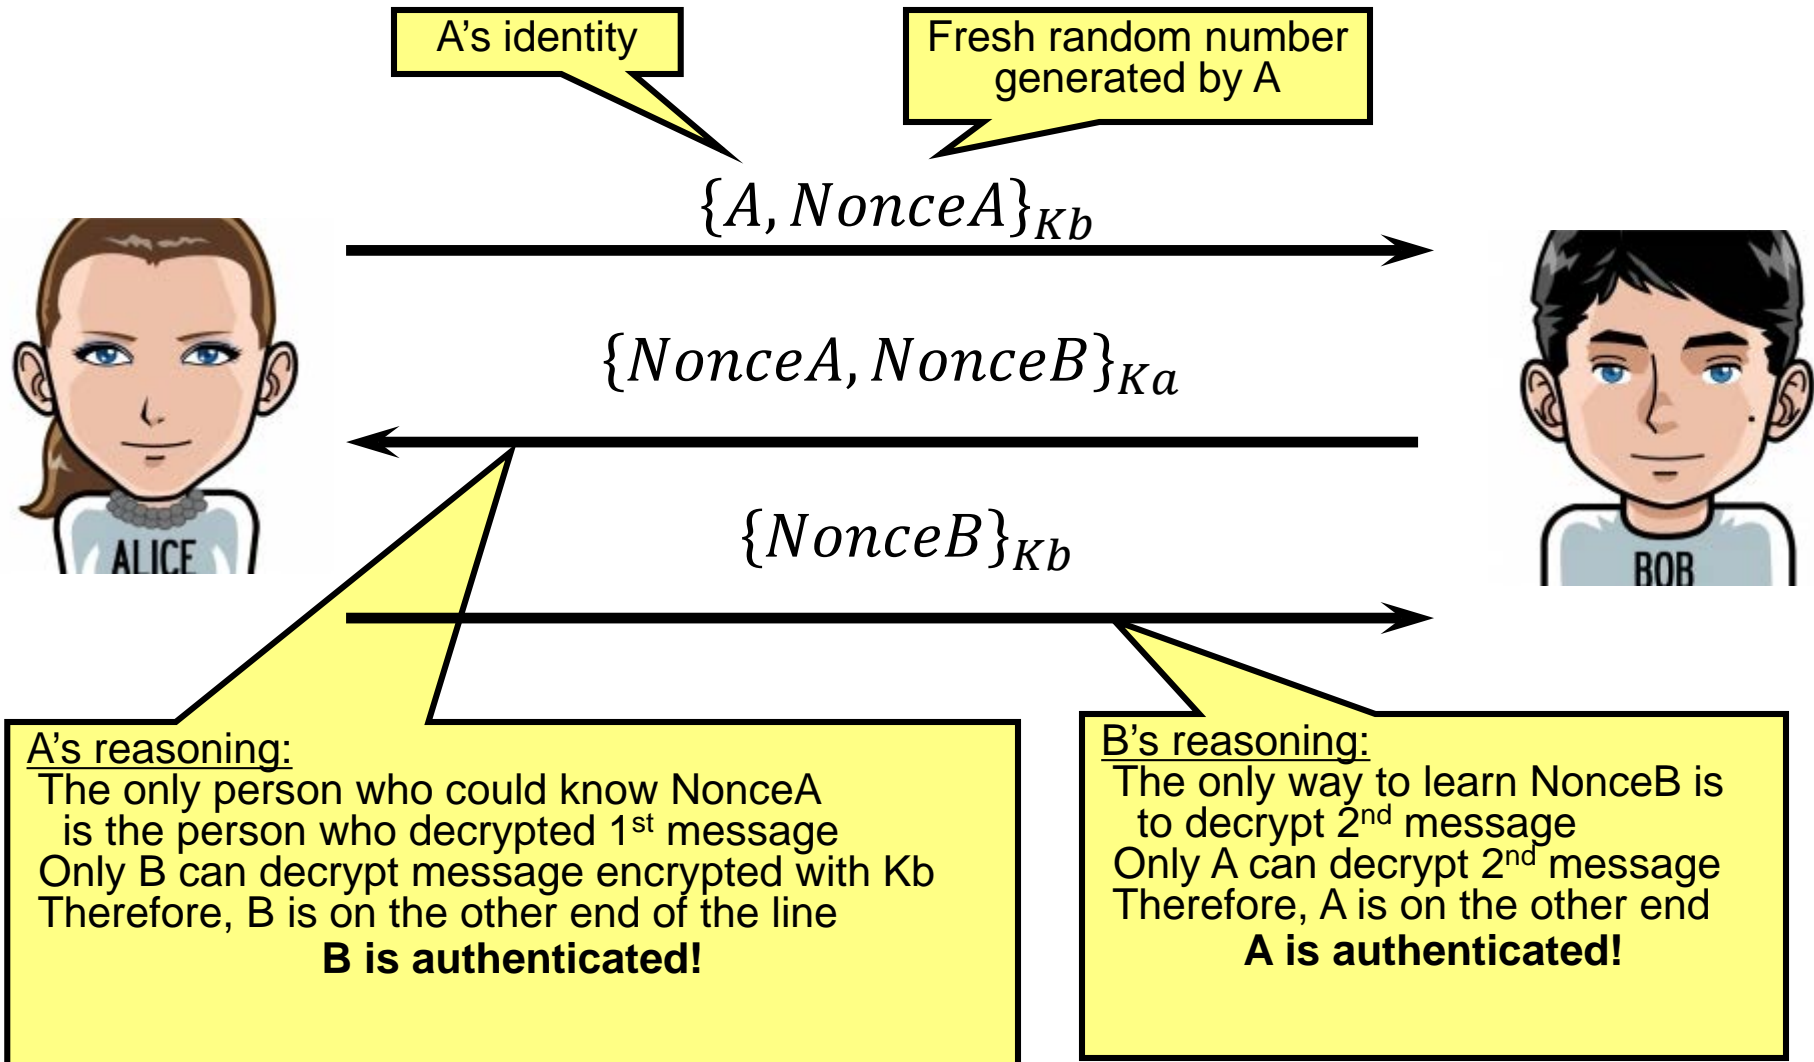 A's identity
Fresh random number
generated by A
{A, NonceA}_{Kb}
{NonceA, NonceB}_{Ka}
{NonceB}_{Kb}
ALICE
BOB
A's reasoning:
The only person who could know NonceA
is the person who decrypted 1st message
Only B can decrypt message encrypted with Kb
Therefore, B is on the other end of the line
B is authenticated!
B's reasoning:
The only way to learn NonceB is
to decrypt 2nd message
Only A can decrypt 2nd message
Therefore, A is on the other end
A is authenticated!